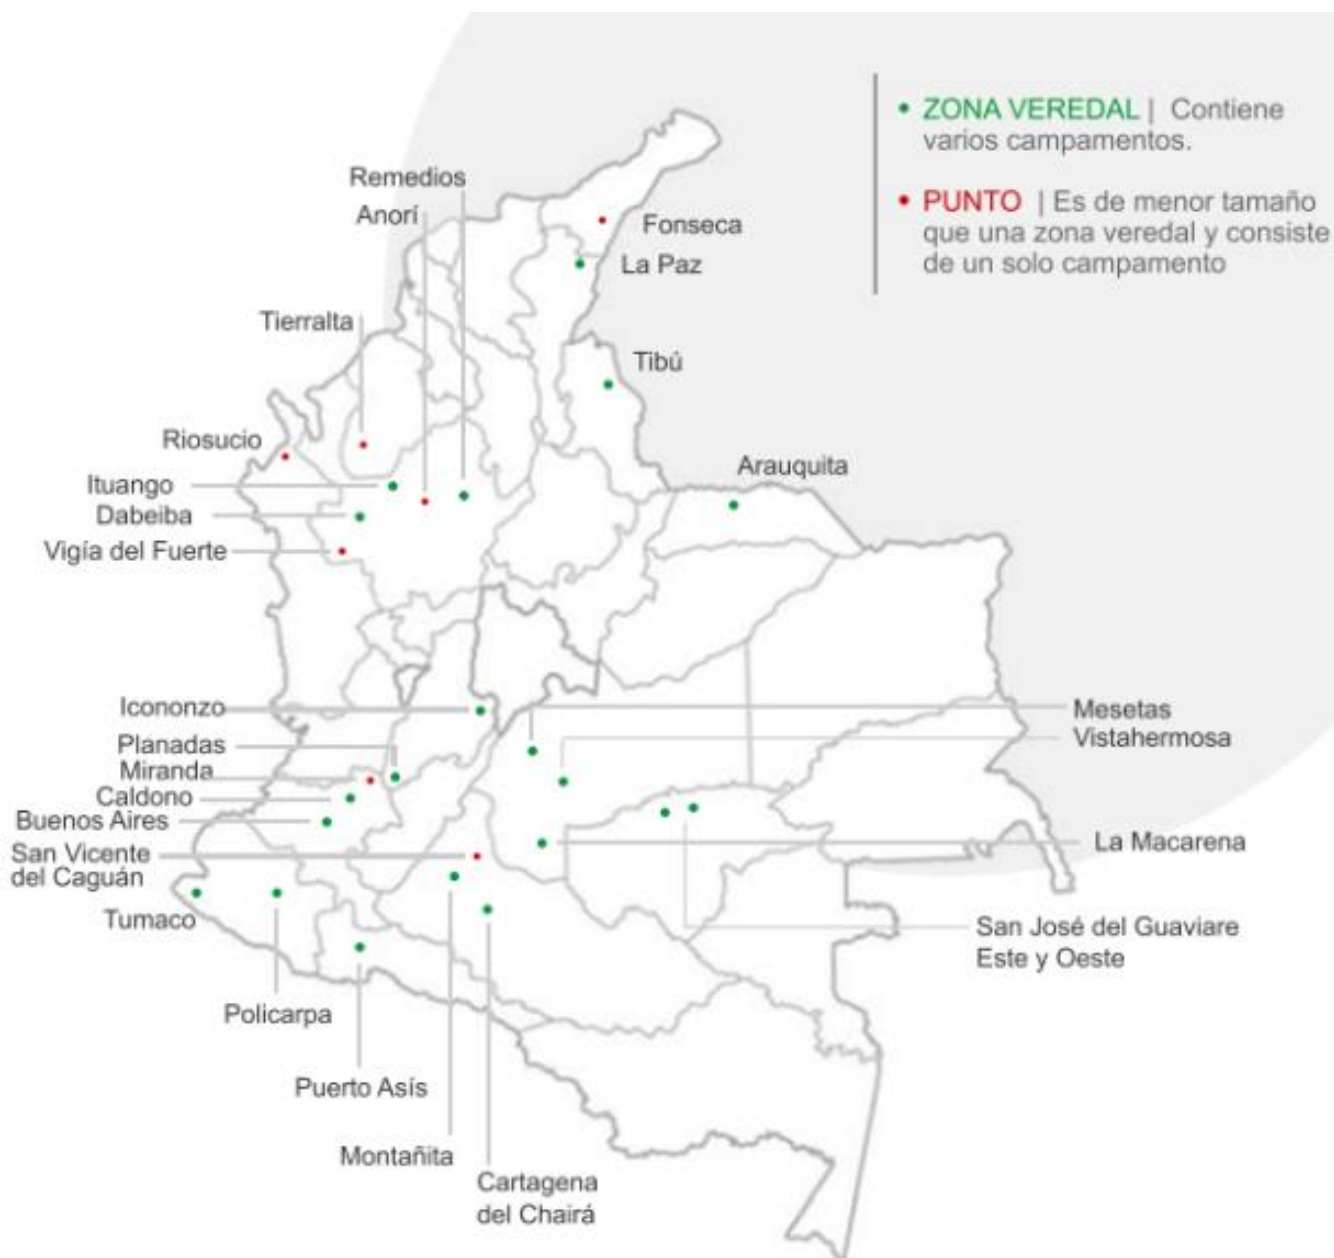 ZONA VEREDAL | Contiene
varios campamentos.
PUNTO | Es de menor tamaño
que una zona veredal y consiste
de un solo campamento
Remedios
Anorí
Fonseca
La Paz
Tierralta
Tibú
Riosucio
Arauquita
Ituango
Dabeiba
Vigía del Fuerte
Icononzo
Mesetas
Planadas
Vistahermosa
Miranda
Caldono
Buenos Aires
La Macarena
San Vicente
del Caguán
Tumaco
San José del Guaviare
Este y Oeste
Policarpa
Puerto Asís
Montañita
Cartagena
del Chairá